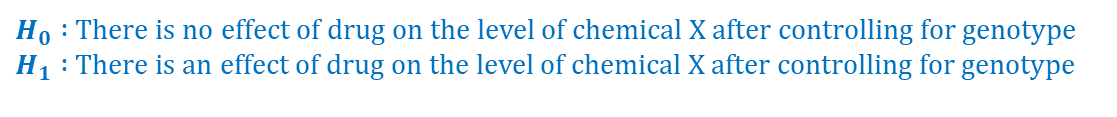 H₀ : There is no effect of drug on the level of chemical X after controlling for genotype
H₁ : There is an effect of drug on the level of chemical X after controlling for genotype